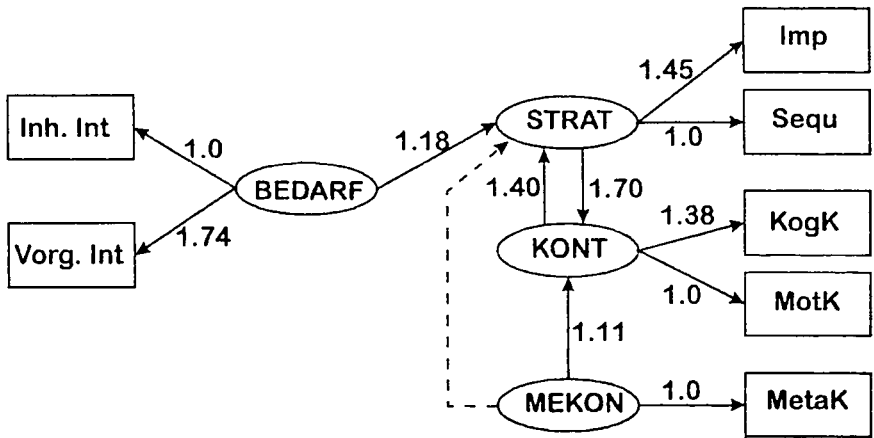 Imp
1.45
Inh. Int
STRAT
Sequ
1.0
1.18
1.0
BEDARF
1.40
1.70
1.38
KogK
1.74
Vorg. Int
KONT
1.0
MotK
1.11
MEKON
1.0
MetaK